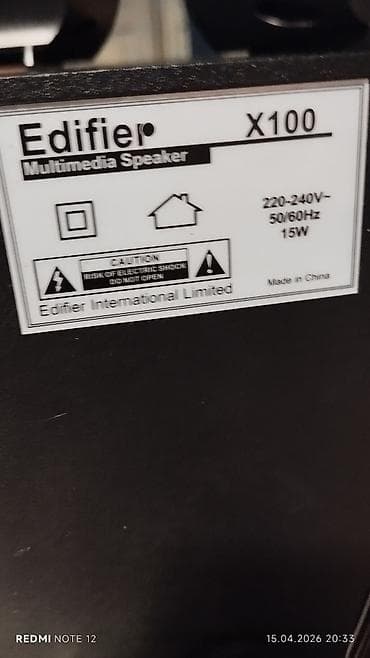 Edifier
X100
Multimedia Speaker
220-240V~
50/60Hz
15W
CAUTION
RISK OF ELECTRIC SHOCK
DO NOT OPEN
Edifier International Limited
Made in China
REDMI NOTE 12
15.04.2026 20:33